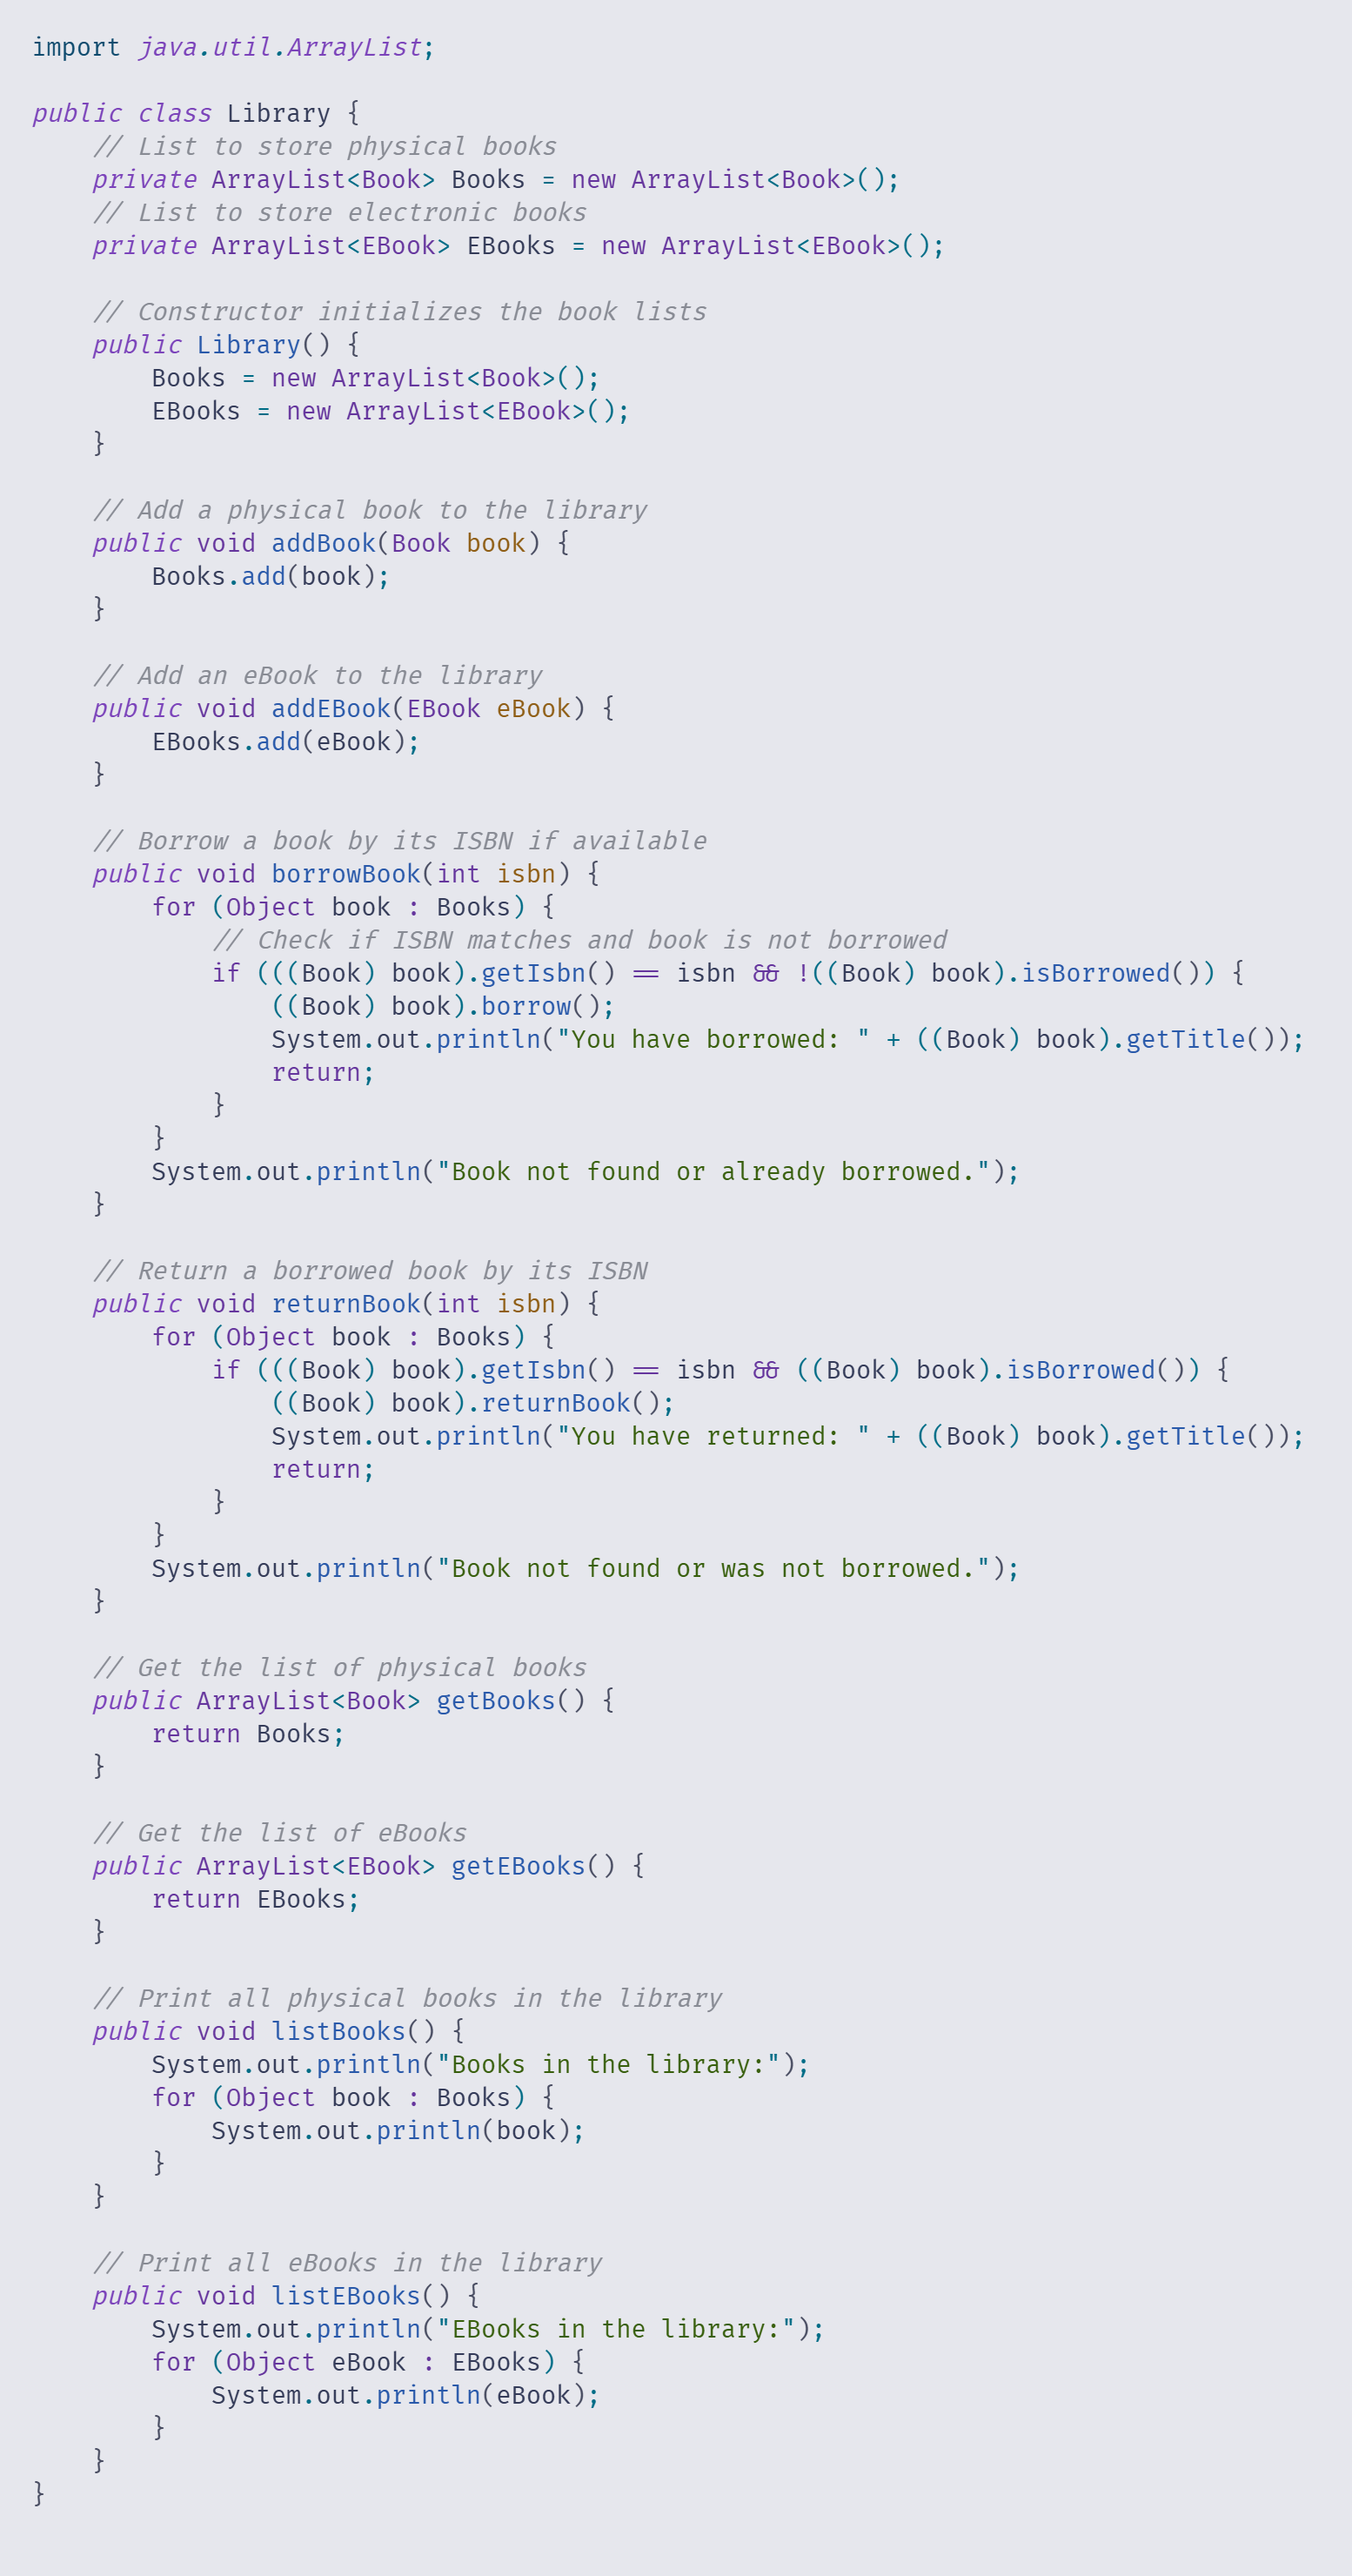 import java.util.ArrayList;

public class Library {
    // List to store physical books
    private ArrayList<Book> Books = new ArrayList<Book>();
    // List to store electronic books
    private ArrayList<EBook> EBooks = new ArrayList<EBook>();

    // Constructor initializes the book lists
    public Library() {
        Books = new ArrayList<Book>();
        EBooks = new ArrayList<EBook>();
    }

    // Add a physical book to the library
    public void addBook(Book book) {
        Books.add(book);
    }

    // Add an eBook to the library
    public void addEBook(EBook eBook) {
        EBooks.add(eBook);
    }

    // Borrow a book by its ISBN if available
    public void borrowBook(int isbn) {
        for (Object book : Books) {
            // Check if ISBN matches and book is not borrowed
            if (((Book) book).getIsbn() == isbn && !((Book) book).isBorrowed()) {
                ((Book) book).borrow();
                System.out.println("You have borrowed: " + ((Book) book).getTitle());
                return;
            }
        }
        System.out.println("Book not found or already borrowed.");
    }

    // Return a borrowed book by its ISBN
    public void returnBook(int isbn) {
        for (Object book : Books) {
            if (((Book) book).getIsbn() == isbn && ((Book) book).isBorrowed()) {
                ((Book) book).returnBook();
                System.out.println("You have returned: " + ((Book) book).getTitle());
                return;
            }
        }
        System.out.println("Book not found or was not borrowed.");
    }

    // Get the list of physical books
    public ArrayList<Book> getBooks() {
        return Books;
    }

    // Get the list of eBooks
    public ArrayList<EBook> getEBooks() {
        return EBooks;
    }

    // Print all physical books in the library
    public void listBooks() {
        System.out.println("Books in the library:");
        for (Object book : Books) {
            System.out.println(book);
        }
    }

    // Print all eBooks in the library
    public void listEBooks() {
        System.out.println("EBooks in the library:");
        for (Object eBook : EBooks) {
            System.out.println(eBook);
        }
    }
}